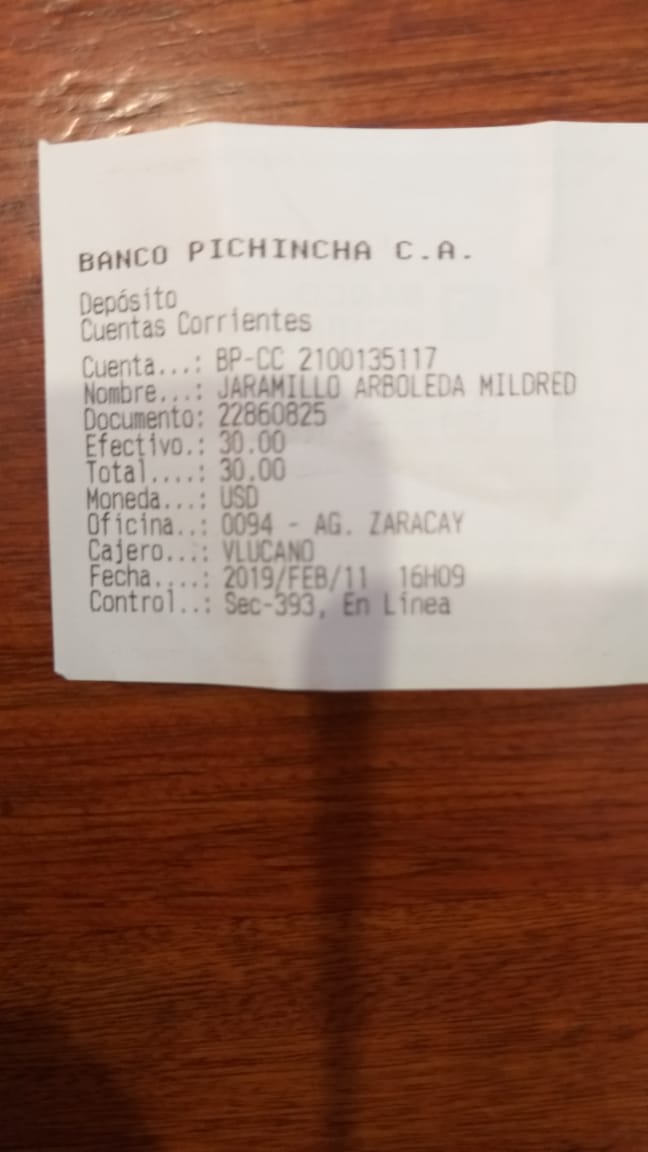 BANCO PICHINCHA C.A.
Depósito
Cuentas Corrientes
Cuenta...: BP-CC 2100135117
Nombre...: JARAMILLO ARBOLEDA MILDRED
Documento: 22860825
Efectivo.: 30.00
Total....: 30.00
Moneda...: USD
Oficina..: 0094 - AG. ZARACAY
Cajero...: VLUCANO
Fecha....: 2019/FEB/11 16H09
Control..: Sec-393, En Línea